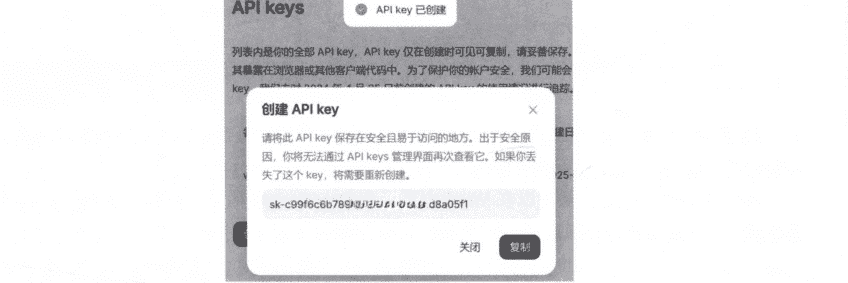 API keys
API key 已创建
列表内是你的全部 API key，API key 仅在创建时可见可复制，请妥善保存。
其暴露在浏览器或其他客户端代码中。为了保护你的帐户安全，我们可能会
key
创建 API key
请将此 API key 保存在安全且易于访问的地方。出于安全原
因，你将无法通过 API keys 管理界面再次查看它。如果你丢
失了这个 key，将需要重新创建。
sk-c99f6c6b789 d8a05f1
关闭 复制